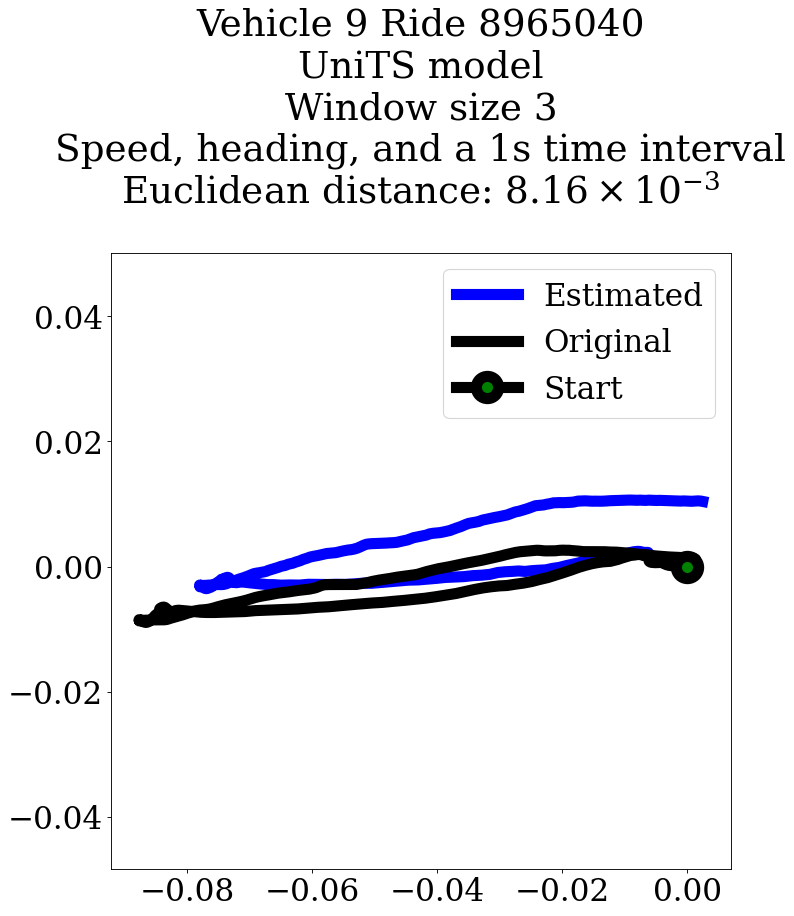 Vehicle 9 Ride 8965040
UniTS model
Window size 3
Speed, heading, and a 1s time interval
Euclidean distance: 8.16 × 10⁻³
Estimated
Original
Start
0.04
0.02
0.00
−0.02
−0.04
−0.08 −0.06 −0.04 −0.02 0.00